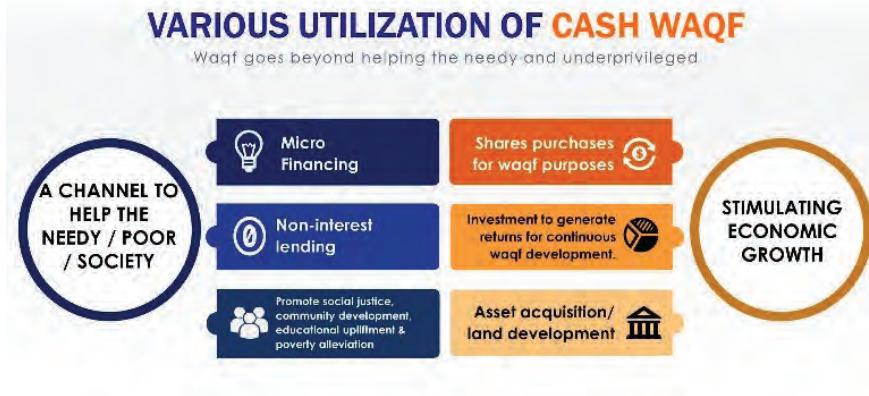 VARIOUS UTILIZATION OF CASH WAQF
Waqf goes beyond helping the needy and underprivileged
A CHANNEL TO
HELP THE
NEEDY / POOR
/ SOCIETY
Micro
Financing
Non-interest
lending
Promote social justice,
community development,
educational upliftment &
poverty alleviation
Shares purchases
for waqf purposes
Investment to generate
returns for continuous
waqf development.
Asset acquisition/
land development
STIMULATING
ECONOMIC
GROWTH